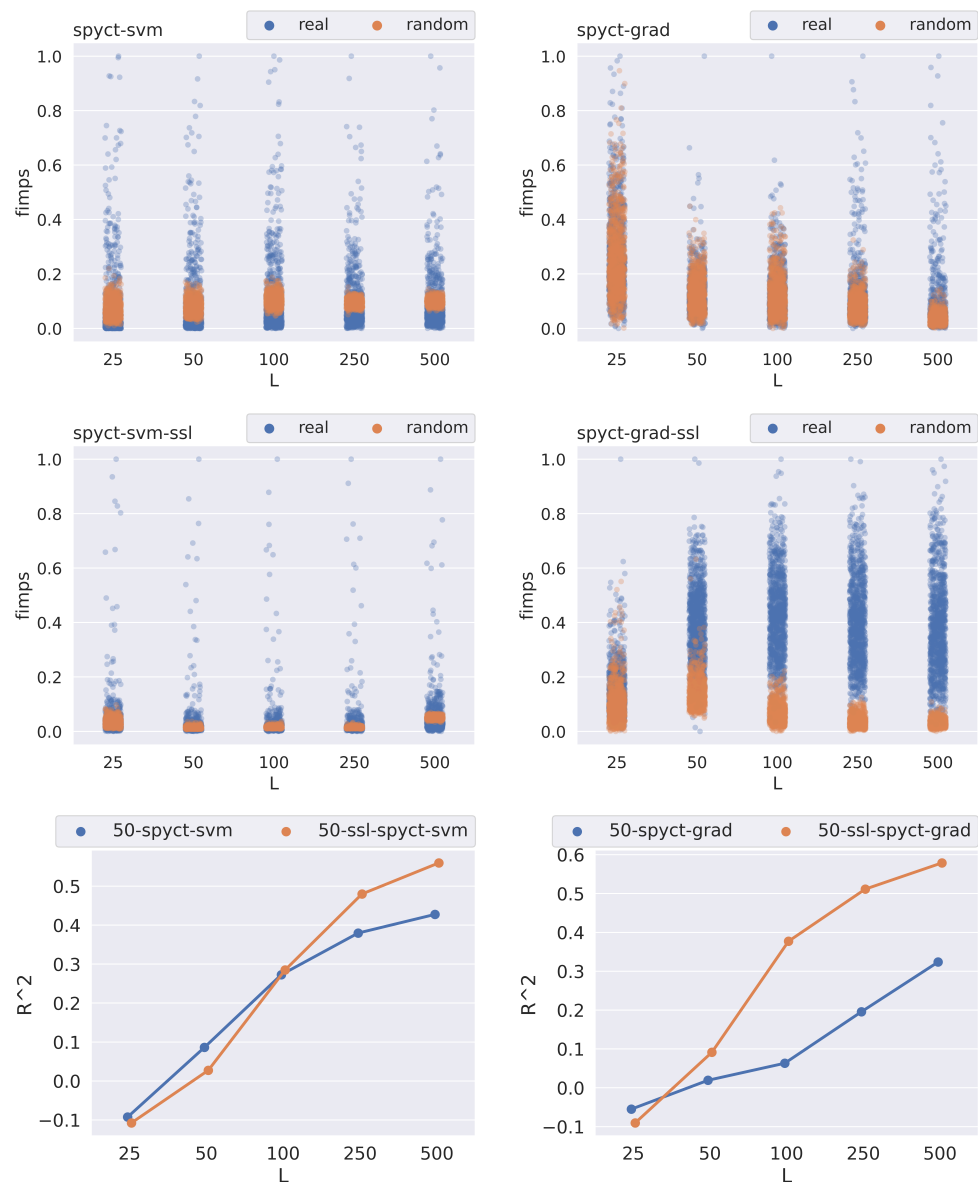 spyct-svm
real random
fimps
1.0
0.8
0.6
0.4
0.2
0.0
25 50 100 250 500
L
spyct-grad
real random
fimps
1.0
0.8
0.6
0.4
0.2
0.0
25 50 100 250 500
L
spyct-svm-ssl
real random
fimps
1.0
0.8
0.6
0.4
0.2
0.0
25 50 100 250 500
L
spyct-grad-ssl
real random
fimps
1.0
0.8
0.6
0.4
0.2
0.0
25 50 100 250 500
L
50-spyct-svm 50-ssl-spyct-svm
R^2
0.5
0.4
0.3
0.2
0.1
0.0
−0.1
25 50 100 250 500
L
50-spyct-grad 50-ssl-spyct-grad
R^2
0.6
0.5
0.4
0.3
0.2
0.1
0.0
−0.1
25 50 100 250 500
L